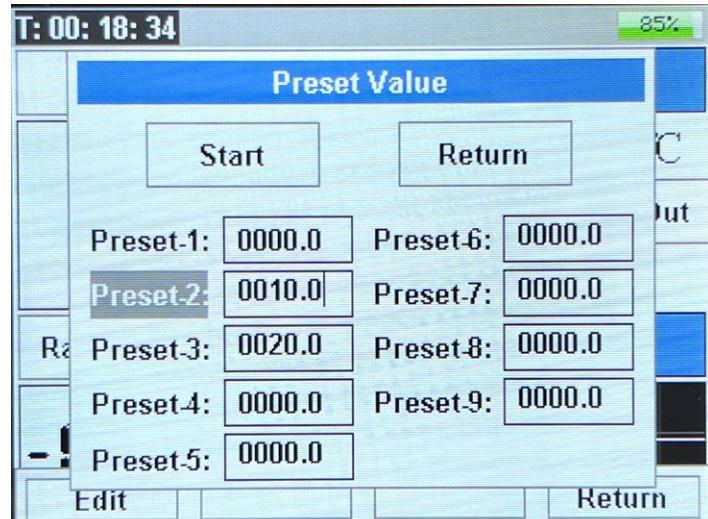 T: 00: 18: 34
85%
Preset Value
Start
Return
°C
Out
Preset-1: 0000.0
Preset-6: 0000.0
Preset-2: 0010.0
Preset-7: 0000.0
Ra
Preset-3: 0020.0
Preset-8: 0000.0
Preset-4: 0000.0
Preset-9: 0000.0
Preset-5: 0000.0
Edit
Return